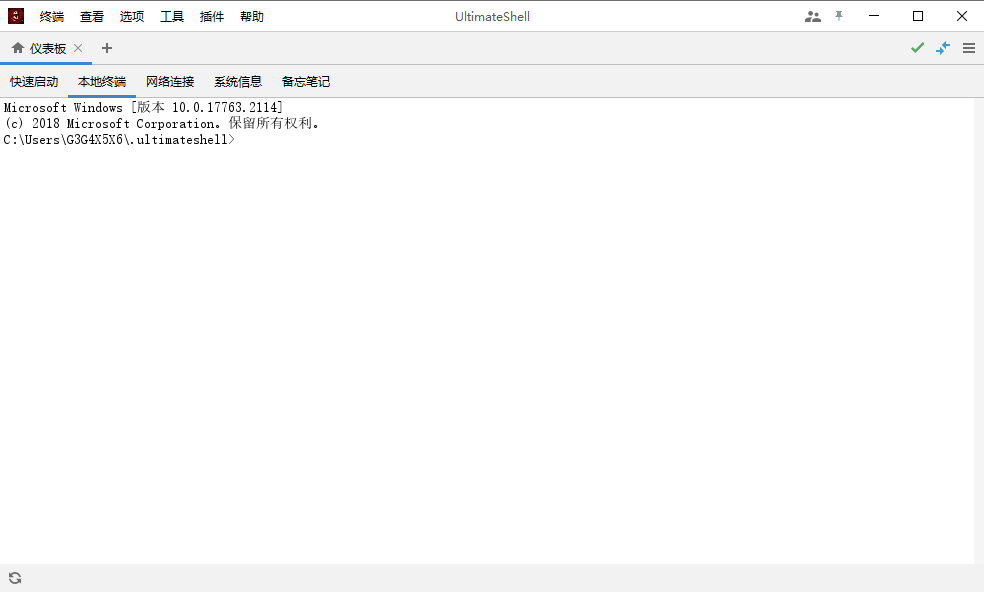 终端 查看 选项 工具 插件 帮助 UltimateShell
仪表板
快速启动 本地终端 网络连接 系统信息 备忘笔记
Microsoft Windows [版本 10.0.17763.2114]
(c) 2018 Microsoft Corporation。保留所有权利。
C:\Users\G3G4X5X6\.ultimateshell>